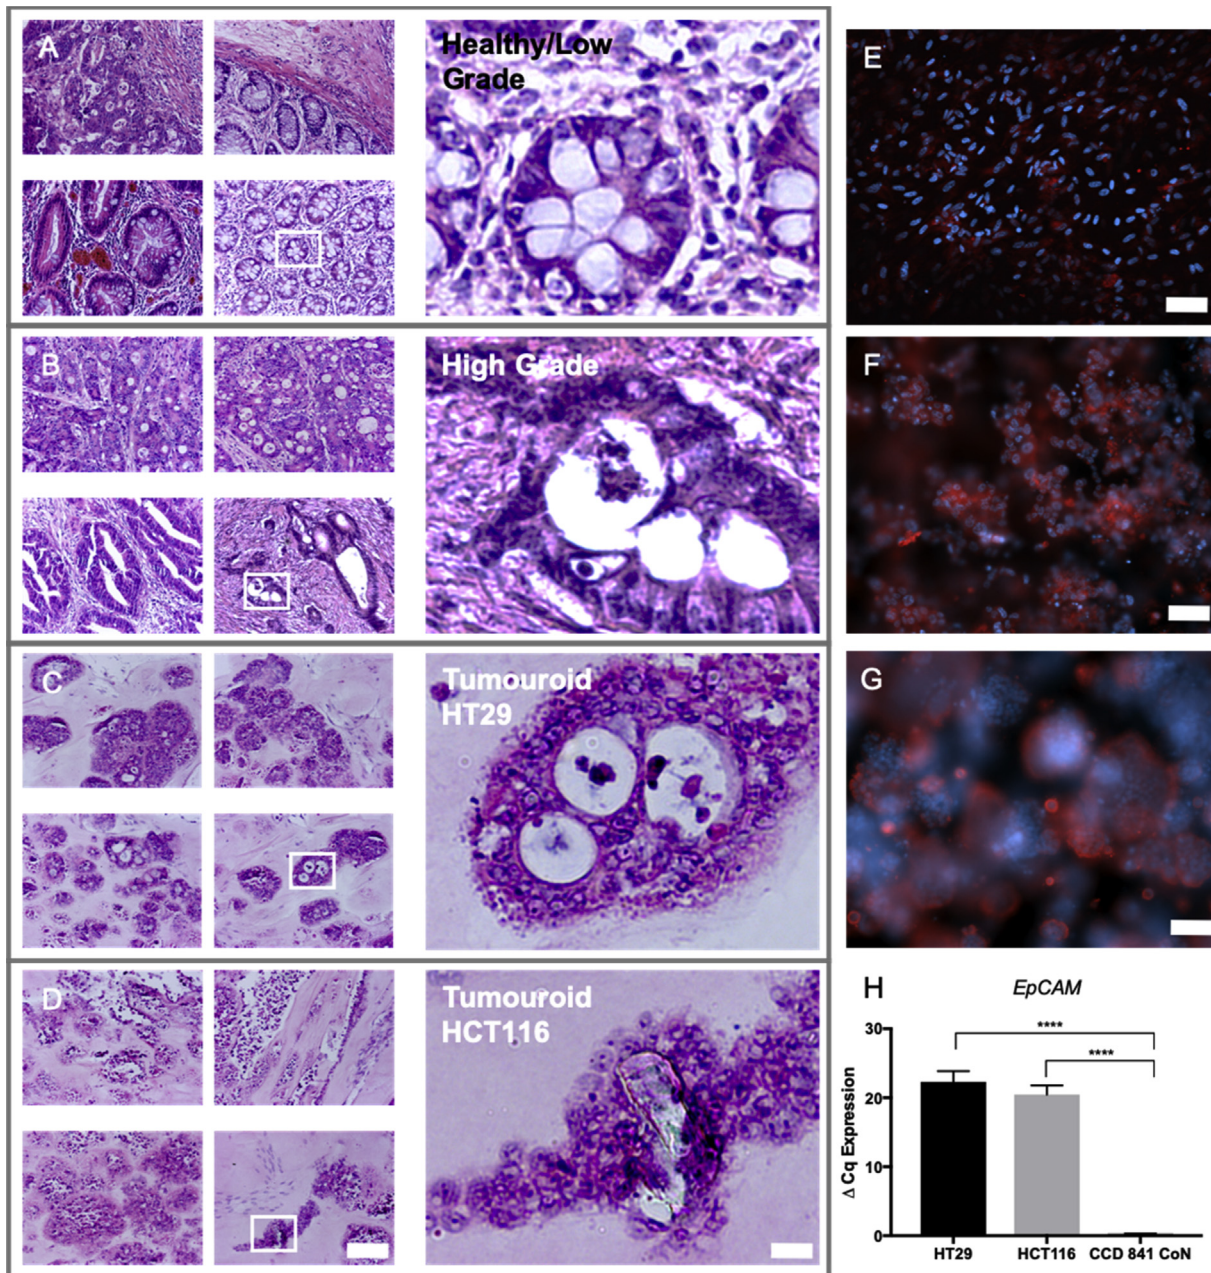 A
Healthy/Low
Grade
B
High Grade
C
Tumouroid
HT29
D
Tumouroid
HCT116
E
F
G
H
EpCAM
****
****
30
20
10
0
Δ Cq Expression
HT29 HCT116 CCD 841 CoN